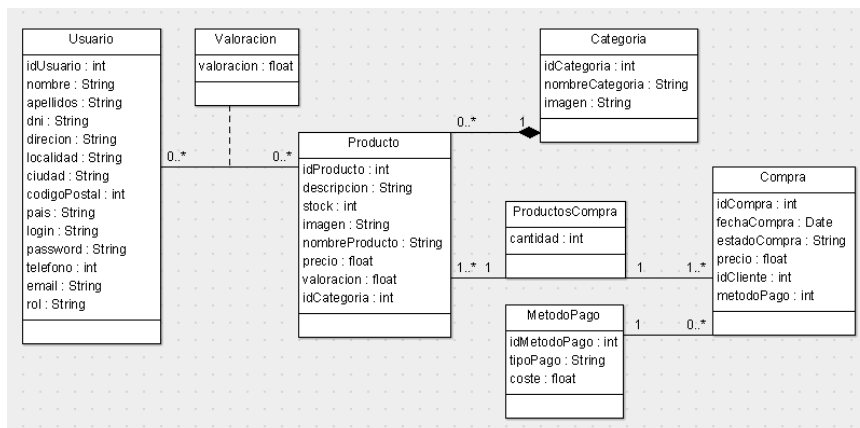 Usuario
idUsuario : int
nombre : String
apellidos : String
dni : String
direcion : String
localidad : String
ciudad : String
codigoPostal : int
pais : String
login : String
password : String
telefono : int
email : String
rol : String
Valoracion
valoracion : float
0..*
0..*
Producto
idProducto : int
descripcion : String
stock : int
imagen : String
nombreProducto : String
precio : float
valoracion : float
idCategoria : int
0..*
1
Categoria
idCategoria : int
nombreCategoria : String
imagen : String
1..*
1
ProductosCompra
cantidad : int
1
1..*
Compra
idCompra : int
fechaCompra : Date
estadoCompra : String
precio : float
idCliente : int
metodoPago : int
MetodoPago
idMetodoPago : int
tipoPago : String
coste : float
1
0..*